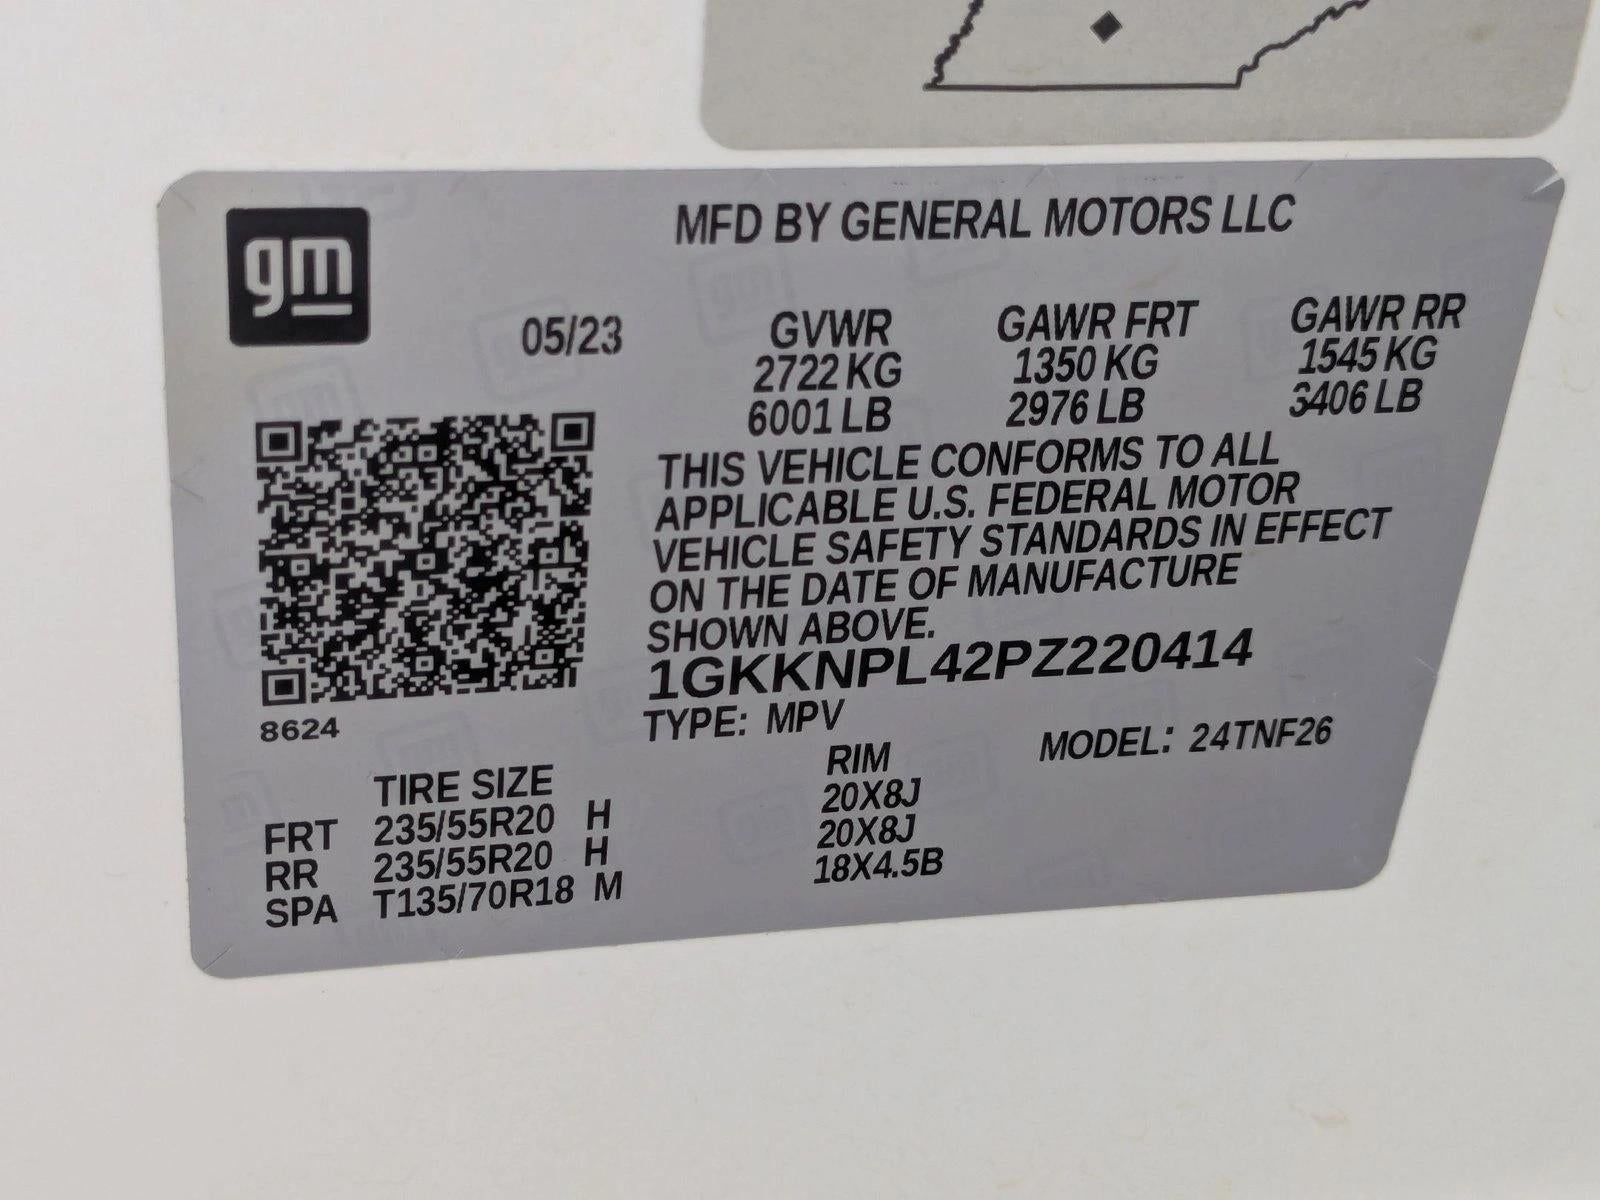 gm
MFD BY GENERAL MOTORS LLC
05/23
GVWR GAWR FRT GAWR RR
2722 KG 1350 KG 1545 KG
6001 LB 2976 LB 3406 LB
THIS VEHICLE CONFORMS TO ALL
APPLICABLE U.S. FEDERAL MOTOR
VEHICLE SAFETY STANDARDS IN EFFECT
ON THE DATE OF MANUFACTURE
SHOWN ABOVE.
1GKKNPL42PZ220414
8624
TYPE: MPV MODEL: 24TNF26
TIRE SIZE RIM
FRT 235/55R20 H 20X8J
RR 235/55R20 H 20X8J
SPA T135/70R18 M 18X4.5B